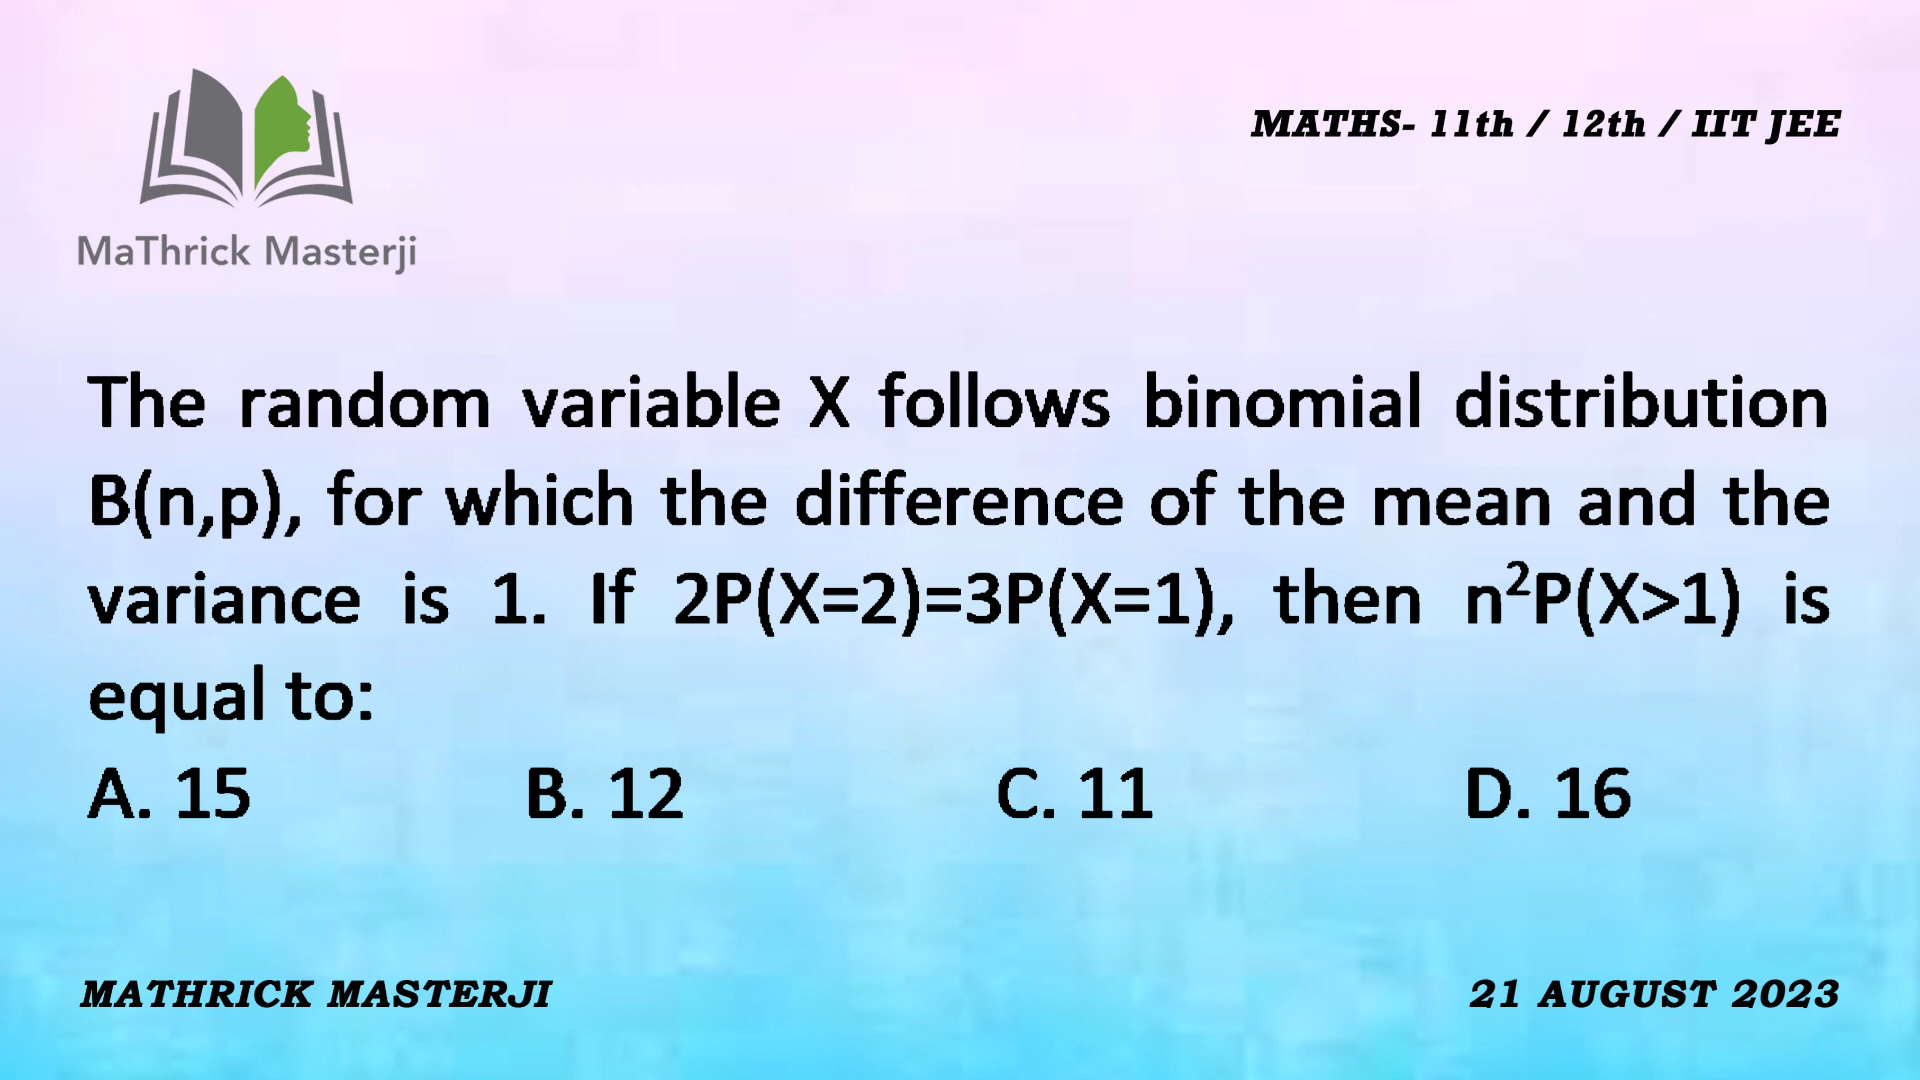 MaThrick Masterji
MATHS- 11th / 12th / IIT JEE
The random variable X follows binomial distribution
B(n,p), for which the difference of the mean and the
variance is 1. If 2P(X=2)=3P(X=1), then n²P(X>1) is
equal to:
A. 15 B. 12 C. 11 D. 16
MATHRICK MASTERJI
21 AUGUST 2023